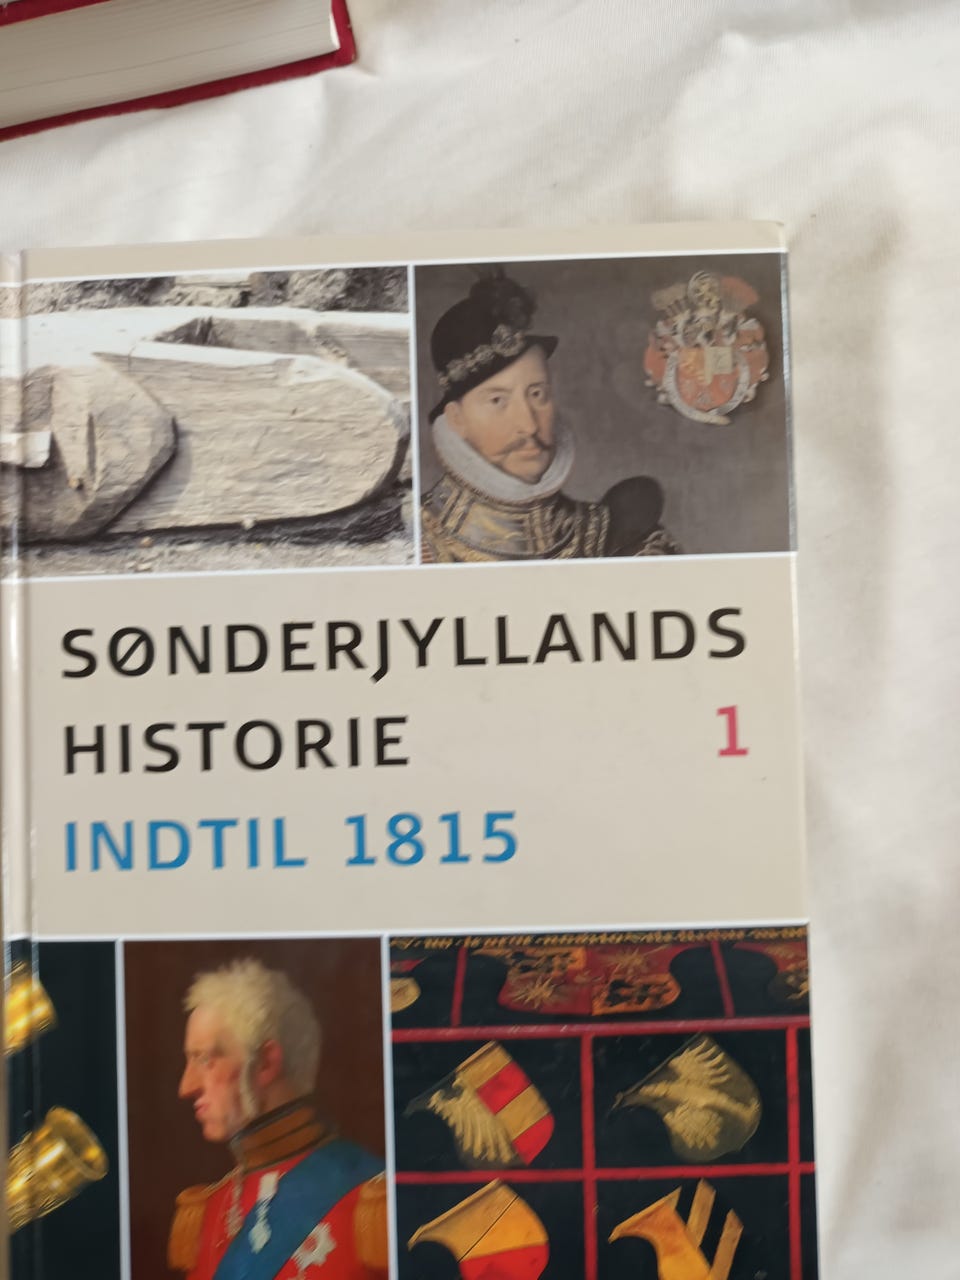 SØNDERJYLLANDS
HISTORIE 1
INDTIL 1815